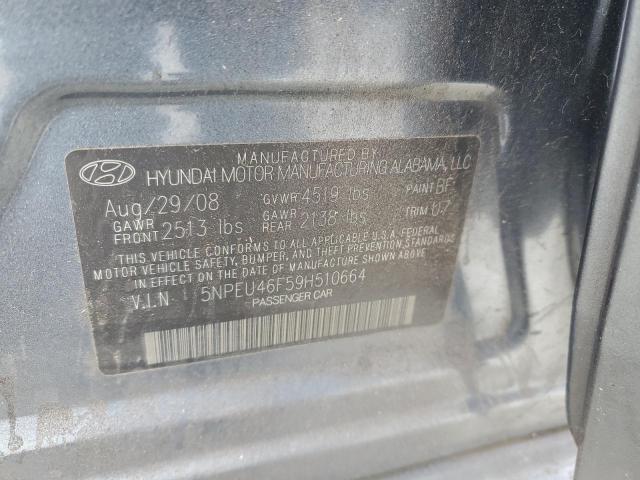 MANUFACTURED BY
HYUNDAI MOTOR MANUFACTURING ALABAMA, LLC
Aug/29/08 GVWR 4519 lbs PAINT BF
GAWR FRONT 2513 lbs GAWR REAR 2138 lbs TRIM U7
THIS VEHICLE CONFORMS TO ALL APPLICABLE U.S.A. FEDERAL
MOTOR VEHICLE SAFETY, BUMPER, AND THEFT PREVENTION STANDARDS
IN EFFECT ON THE DATE OF MANUFACTURE SHOWN ABOVE.
V.I.N 5NPEU46F59H510664
PASSENGER CAR